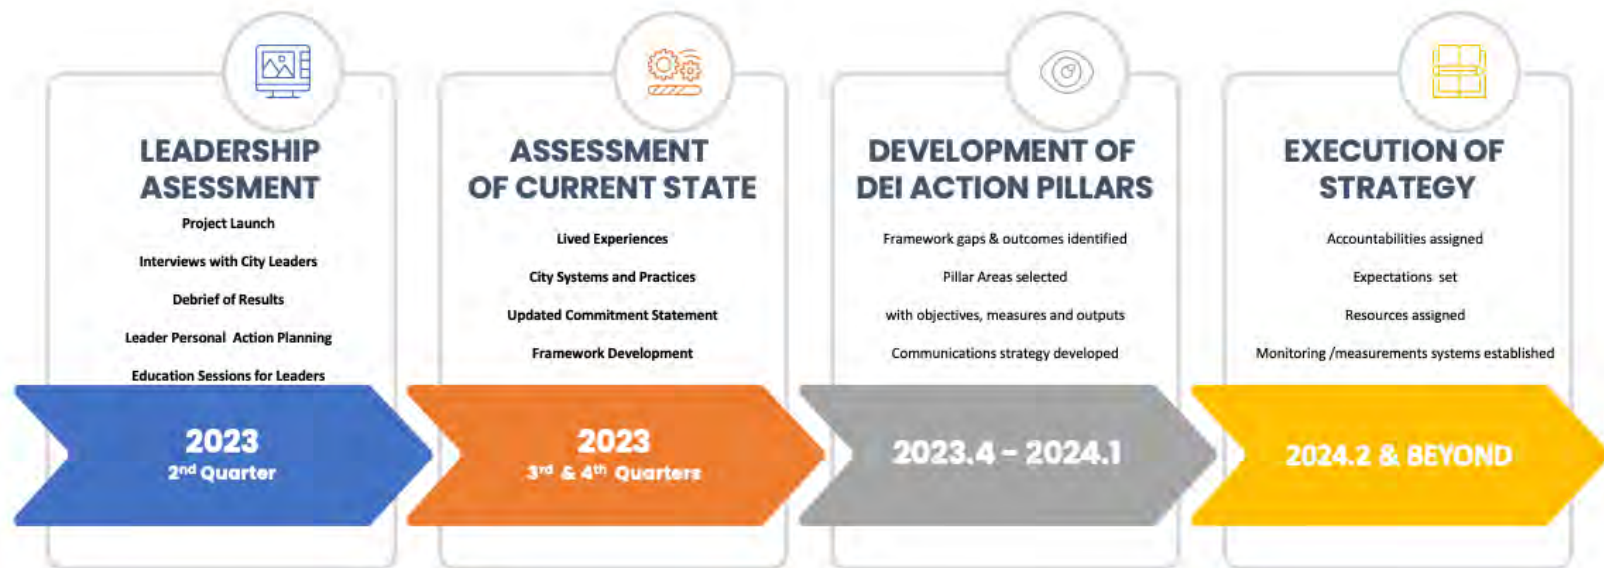 LEADERSHIP
ASESSMENT
Project Launch
Interviews with City Leaders
Debrief of Results
Leader Personal Action Planning
Education Sessions for Leaders
2023
2nd Quarter
ASSESSMENT
OF CURRENT STATE
Lived Experiences
City Systems and Practices
Updated Commitment Statement
Framework Development
2023
3rd & 4th Quarters
DEVELOPMENT OF
DEI ACTION PILLARS
Framework gaps & outcomes identified
Pillar Areas selected
with objectives, measures and outputs
Communications strategy developed
2023.4 – 2024.1
EXECUTION OF
STRATEGY
Accountabilities assigned
Expectations set
Resources assigned
Monitoring /measurements systems established
2024.2 & BEYOND